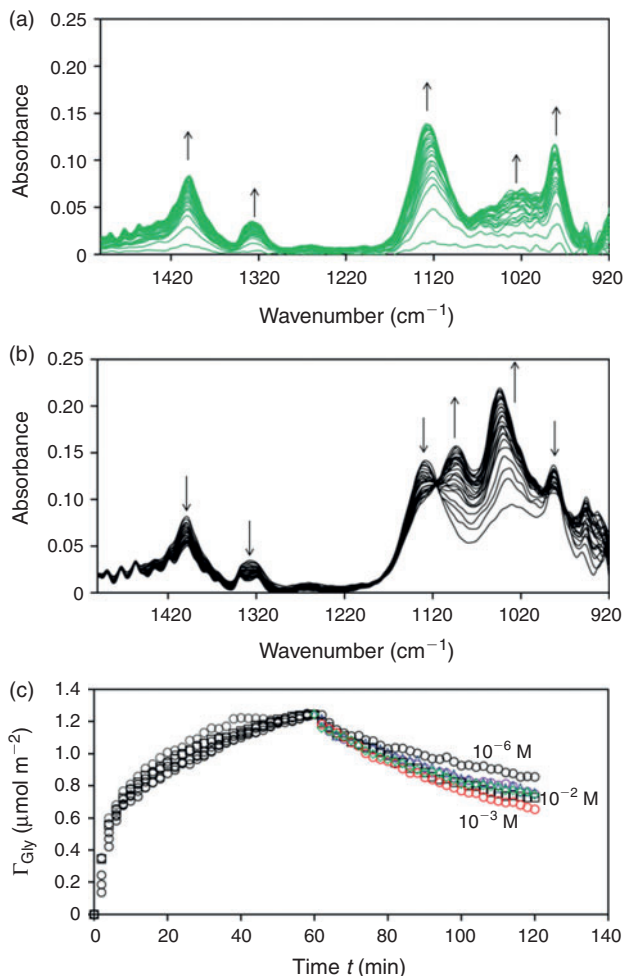 (a)
0.25
0.20
0.15
0.10
0.05
0
Absorbance
1420 1320 1220 1120 1020 920
Wavenumber (cm⁻¹)
(b)
0.25
0.20
0.15
0.10
0.05
0
Absorbance
1420 1320 1220 1120 1020 920
Wavenumber (cm⁻¹)
(c)
1.4
1.2
1.0
0.8
0.6
0.4
0.2
0
Γ_Gly (μmol m⁻²)
10⁻⁶ M
10⁻² M
10⁻³ M
0 20 40 60 80 100 120 140
Time t (min)